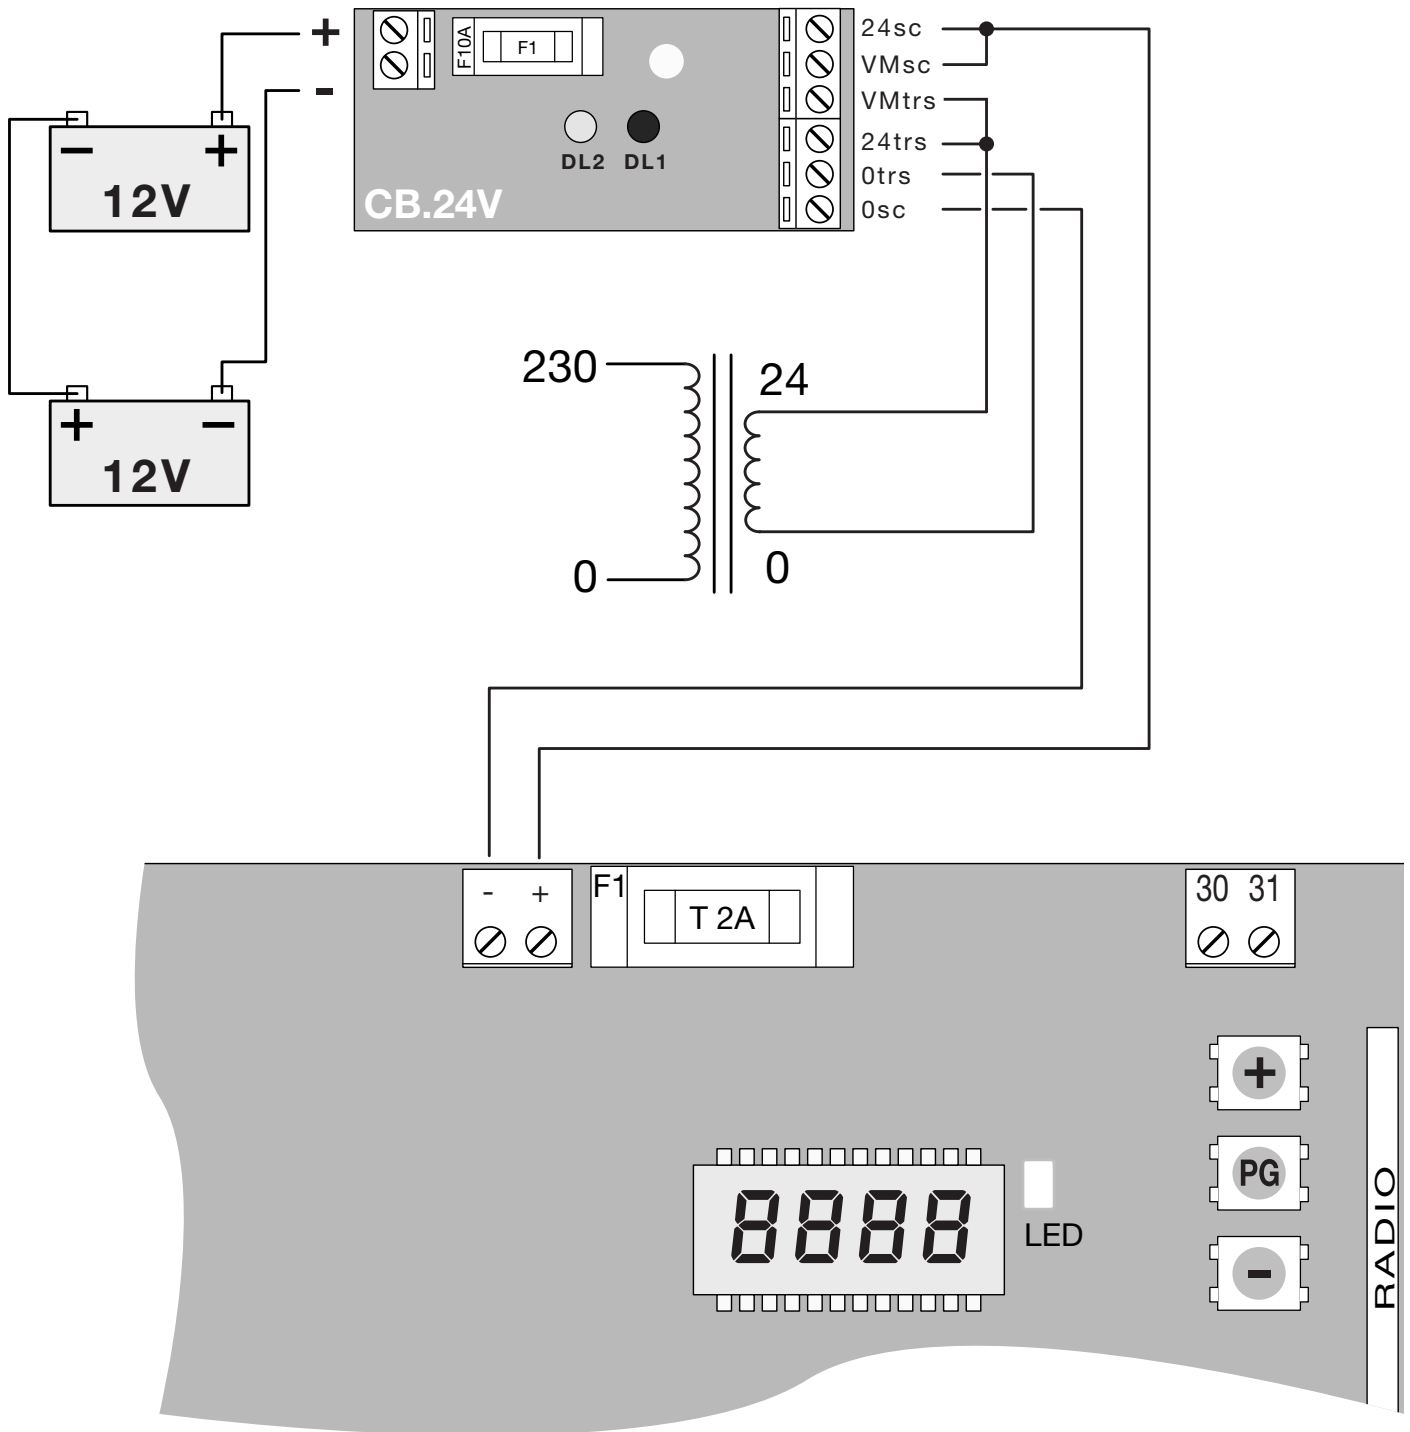 +
-
F10A
F1
24sc
VMsc
VMtrs
24trs
0trs
0sc
DL2 DL1
CB.24V
− +
12V
+ −
12V
230
24
0
0
- +
F1
T 2A
30 31
+
PG
-
8888
LED
RADIO